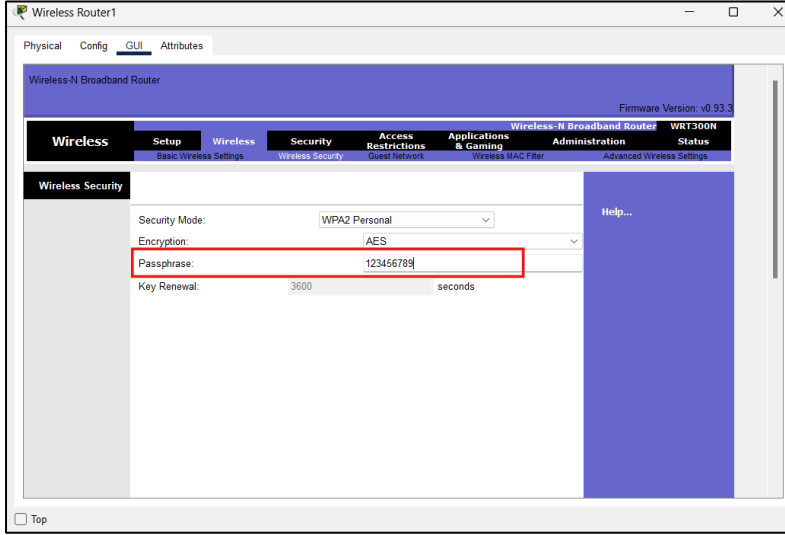 Wireless Router1
Physical Config GUI Attributes
Wireless-N Broadband Router
Firmware Version: v0.93.3
Wireless-N Broadband Router WRT300N
Wireless
Setup Wireless Security Access Restrictions Applications & Gaming Administration Status
Basic Wireless Settings Wireless Security Guest Network Wireless MAC Filter Advanced Wireless Settings
Wireless Security
Help...
Security Mode: WPA2 Personal
Encryption: AES
Passphrase: 123456789
Key Renewal: 3600 seconds
Top